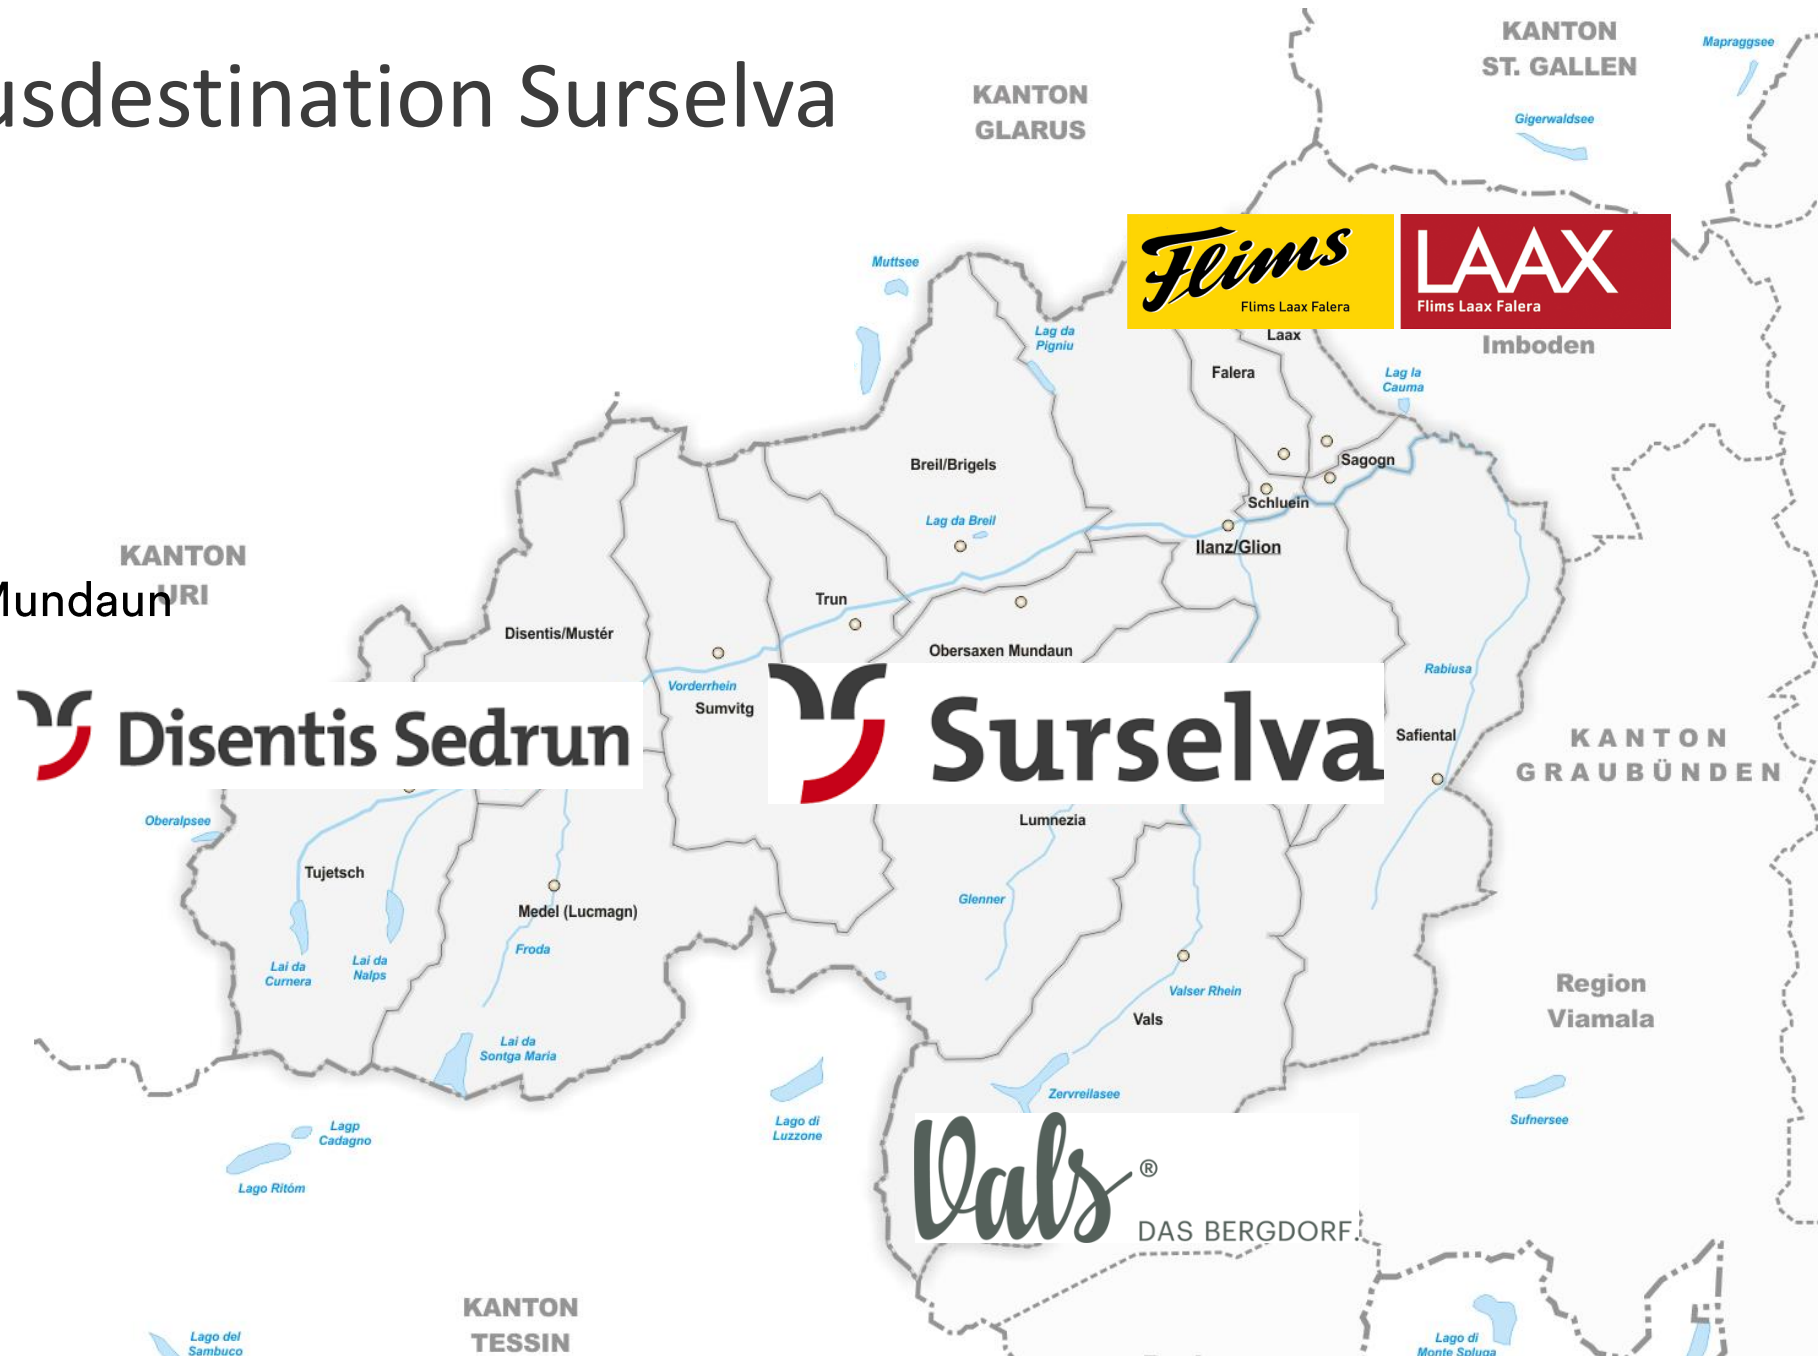 usdestination Surselva
KANTON
GLARUS
KANTON
ST. GALLEN
Mapraggsee
Gigerwaldsee
Muttsee
Flims
Flims Laax Falera
LAAX
Flims Laax Falera
Lag da
Pigniu
Laax
Imboden
Falera
Lag la
Cauma
Breil/Brigels
Sagogn
Schluein
Lag da Breil
Ilanz/Glion
KANTON
URI
Mundaun
Trun
Disentis/Mustér
Obersaxen Mundaun
Rabiusa
Vorderrhein
Sumvitg
Disentis Sedrun
Surselva
Safiental
KANTON
GRAUBÜNDEN
Oberalpsee
Lumnezia
Tujetsch
Glenner
Medel (Lucmagn)
Froda
Lai da
Curnera
Lai da
Nalps
Valser Rhein
Vals
Region
Viamala
Lai da
Sontga Maria
Zervreilasee
Sufnersee
Lago di
Luzzone
Lagp
Cadagno
Lago Ritóm
Vals ®
DAS BERGDORF.
KANTON
TESSIN
Lago del
Sambuco
Lago di
Monte Spluga